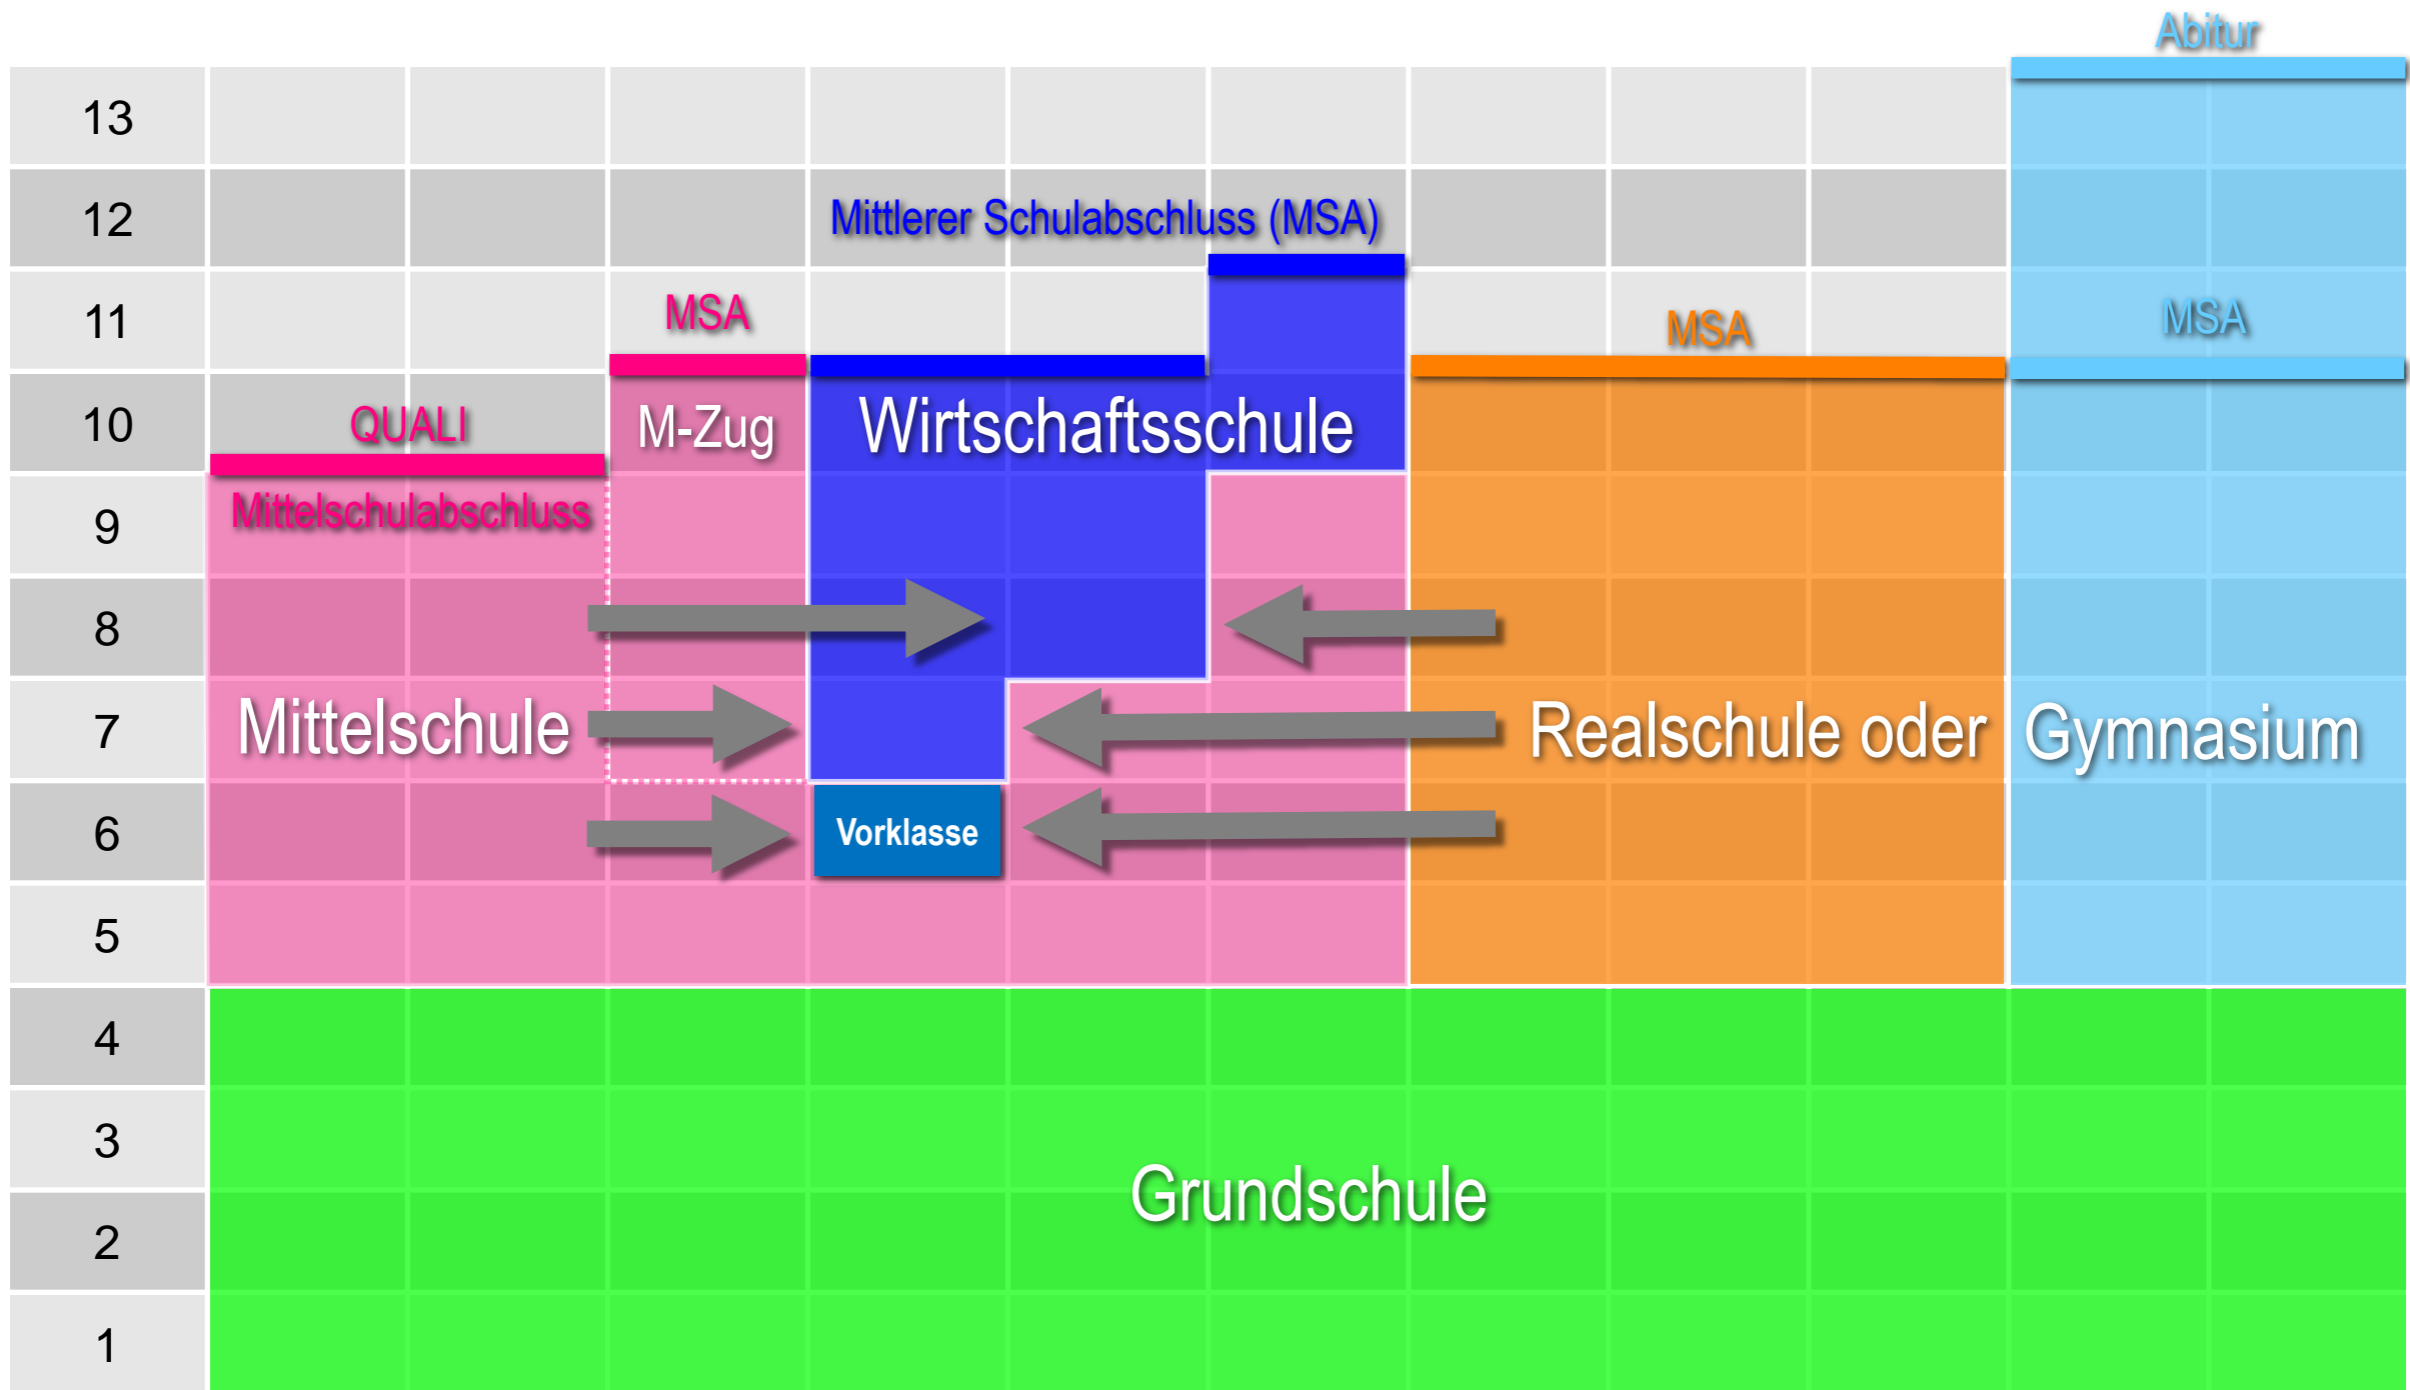 Abitur
13
12
Mittlerer Schulabschluss (MSA)
11
MSA
MSA
MSA
10
QUALI
M-Zug
Wirtschaftsschule
9
Mittelschulabschluss
8
7
Mittelschule
Realschule oder
Gymnasium
6
Vorklasse
5
4
3
Grundschule
2
1